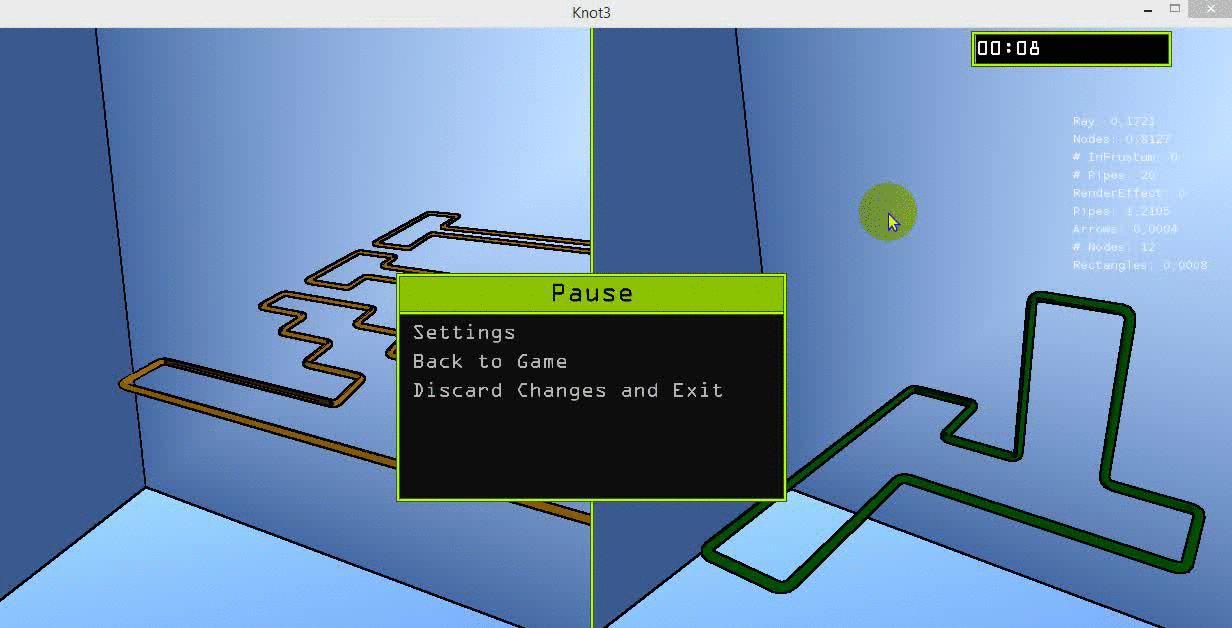 Knot3
00:08
Ray: 0,1721
Nodes: 0,8127
# InFrustum: 0
# Pipes: 20
RenderEffect: 0
Pipes: 1,2105
Arrows: 0,0004
# Nodes: 12
Rectangles: 0,0008
Pause
Settings
Back to Game
Discard Changes and Exit